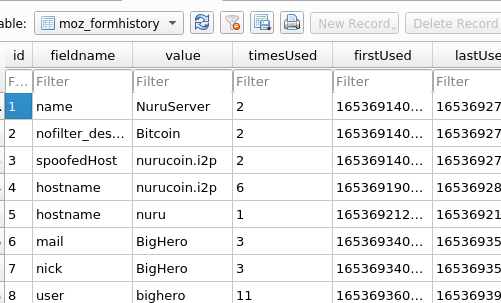 able: moz_formhistory New Record Delete Record
id fieldname value timesUsed firstUsed lastUse
F... Filter Filter Filter Filter Filter
1 name NuruServer 2 165369140... 16536927
2 nofilter_des... Bitcoin 2 165369140... 16536927
3 spoofedHost nurucoin.i2p 2 165369140... 16536927
4 hostname nurucoin.i2p 6 165369190... 16536928
5 hostname nuru 1 165369212... 16536921
6 mail BigHero 3 165369340... 16536935
7 nick BigHero 3 165369340... 16536935
8 user bighero 11 165369360... 16536939